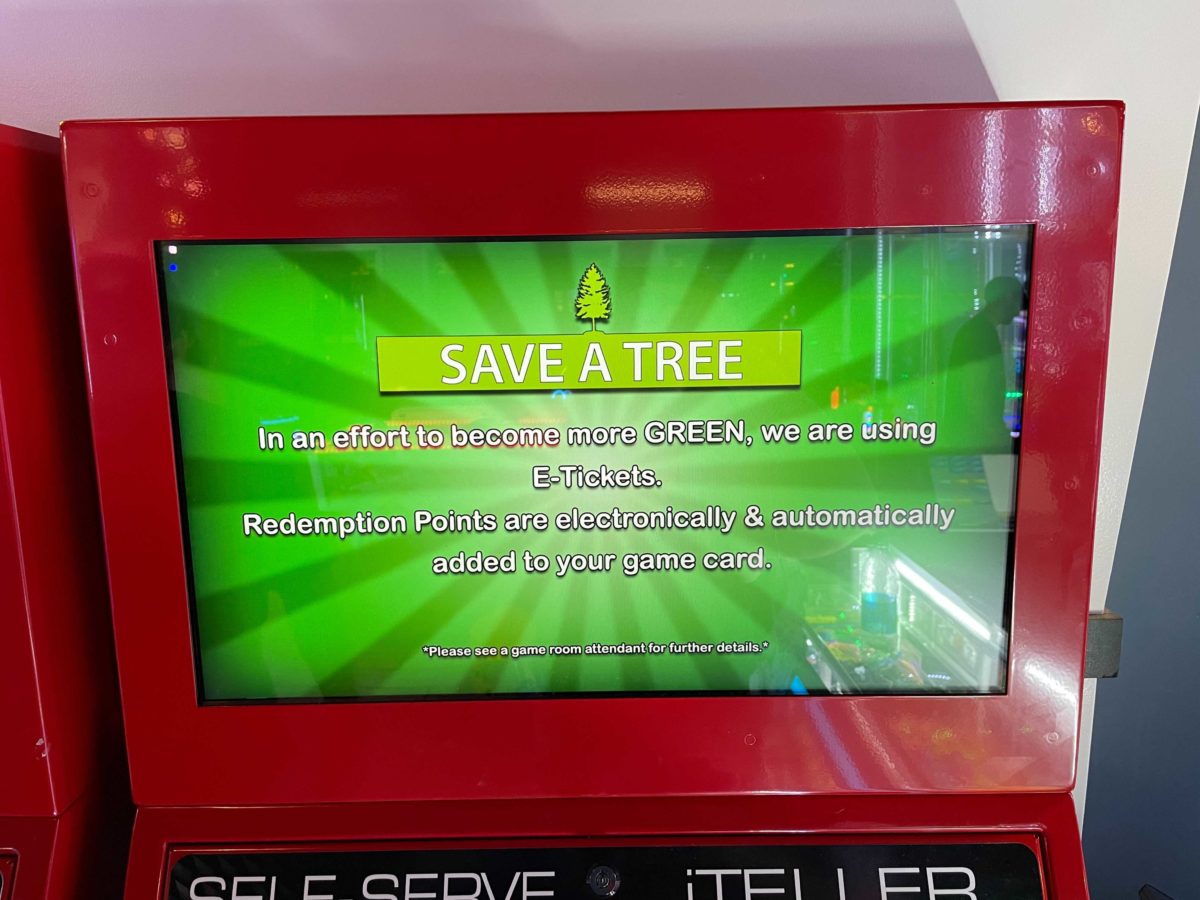 SAVE A TREE
In an effort to become more GREEN, we are using
E-Tickets.
Redemption Points are electronically & automatically
added to your game card.
*Please see a game room attendant for further details.*
SELF-SERVE iTELLER